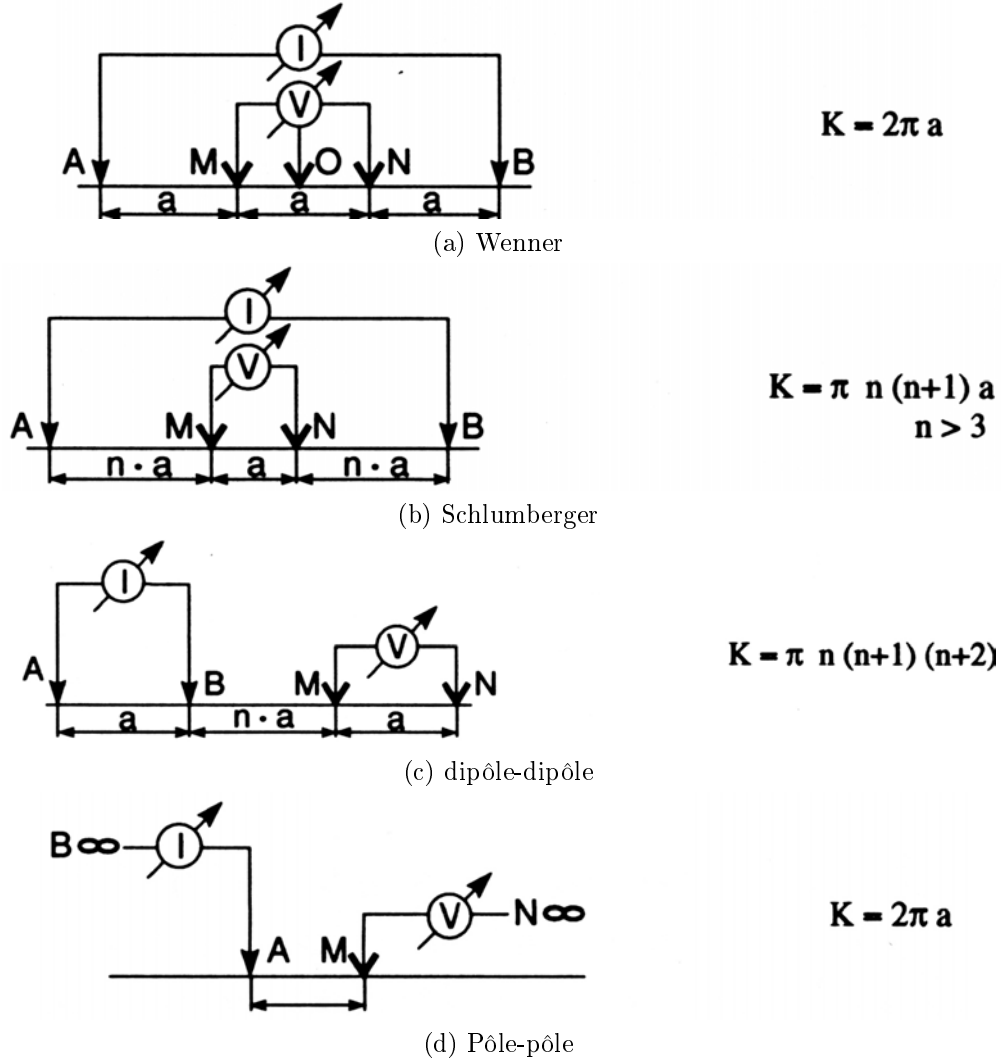 I
V
A M O N B
a a a
K = 2π a
(a) Wenner
I
V
A M N B
n · a a n · a
K = π n (n+1) a
n > 3
(b) Schlumberger
I
V
A B M N
a n · a a
K = π n (n+1) (n+2)
(c) dipôle-dipôle
B ∞ I
V N ∞
A M
K = 2π a
(d) Pôle-pôle